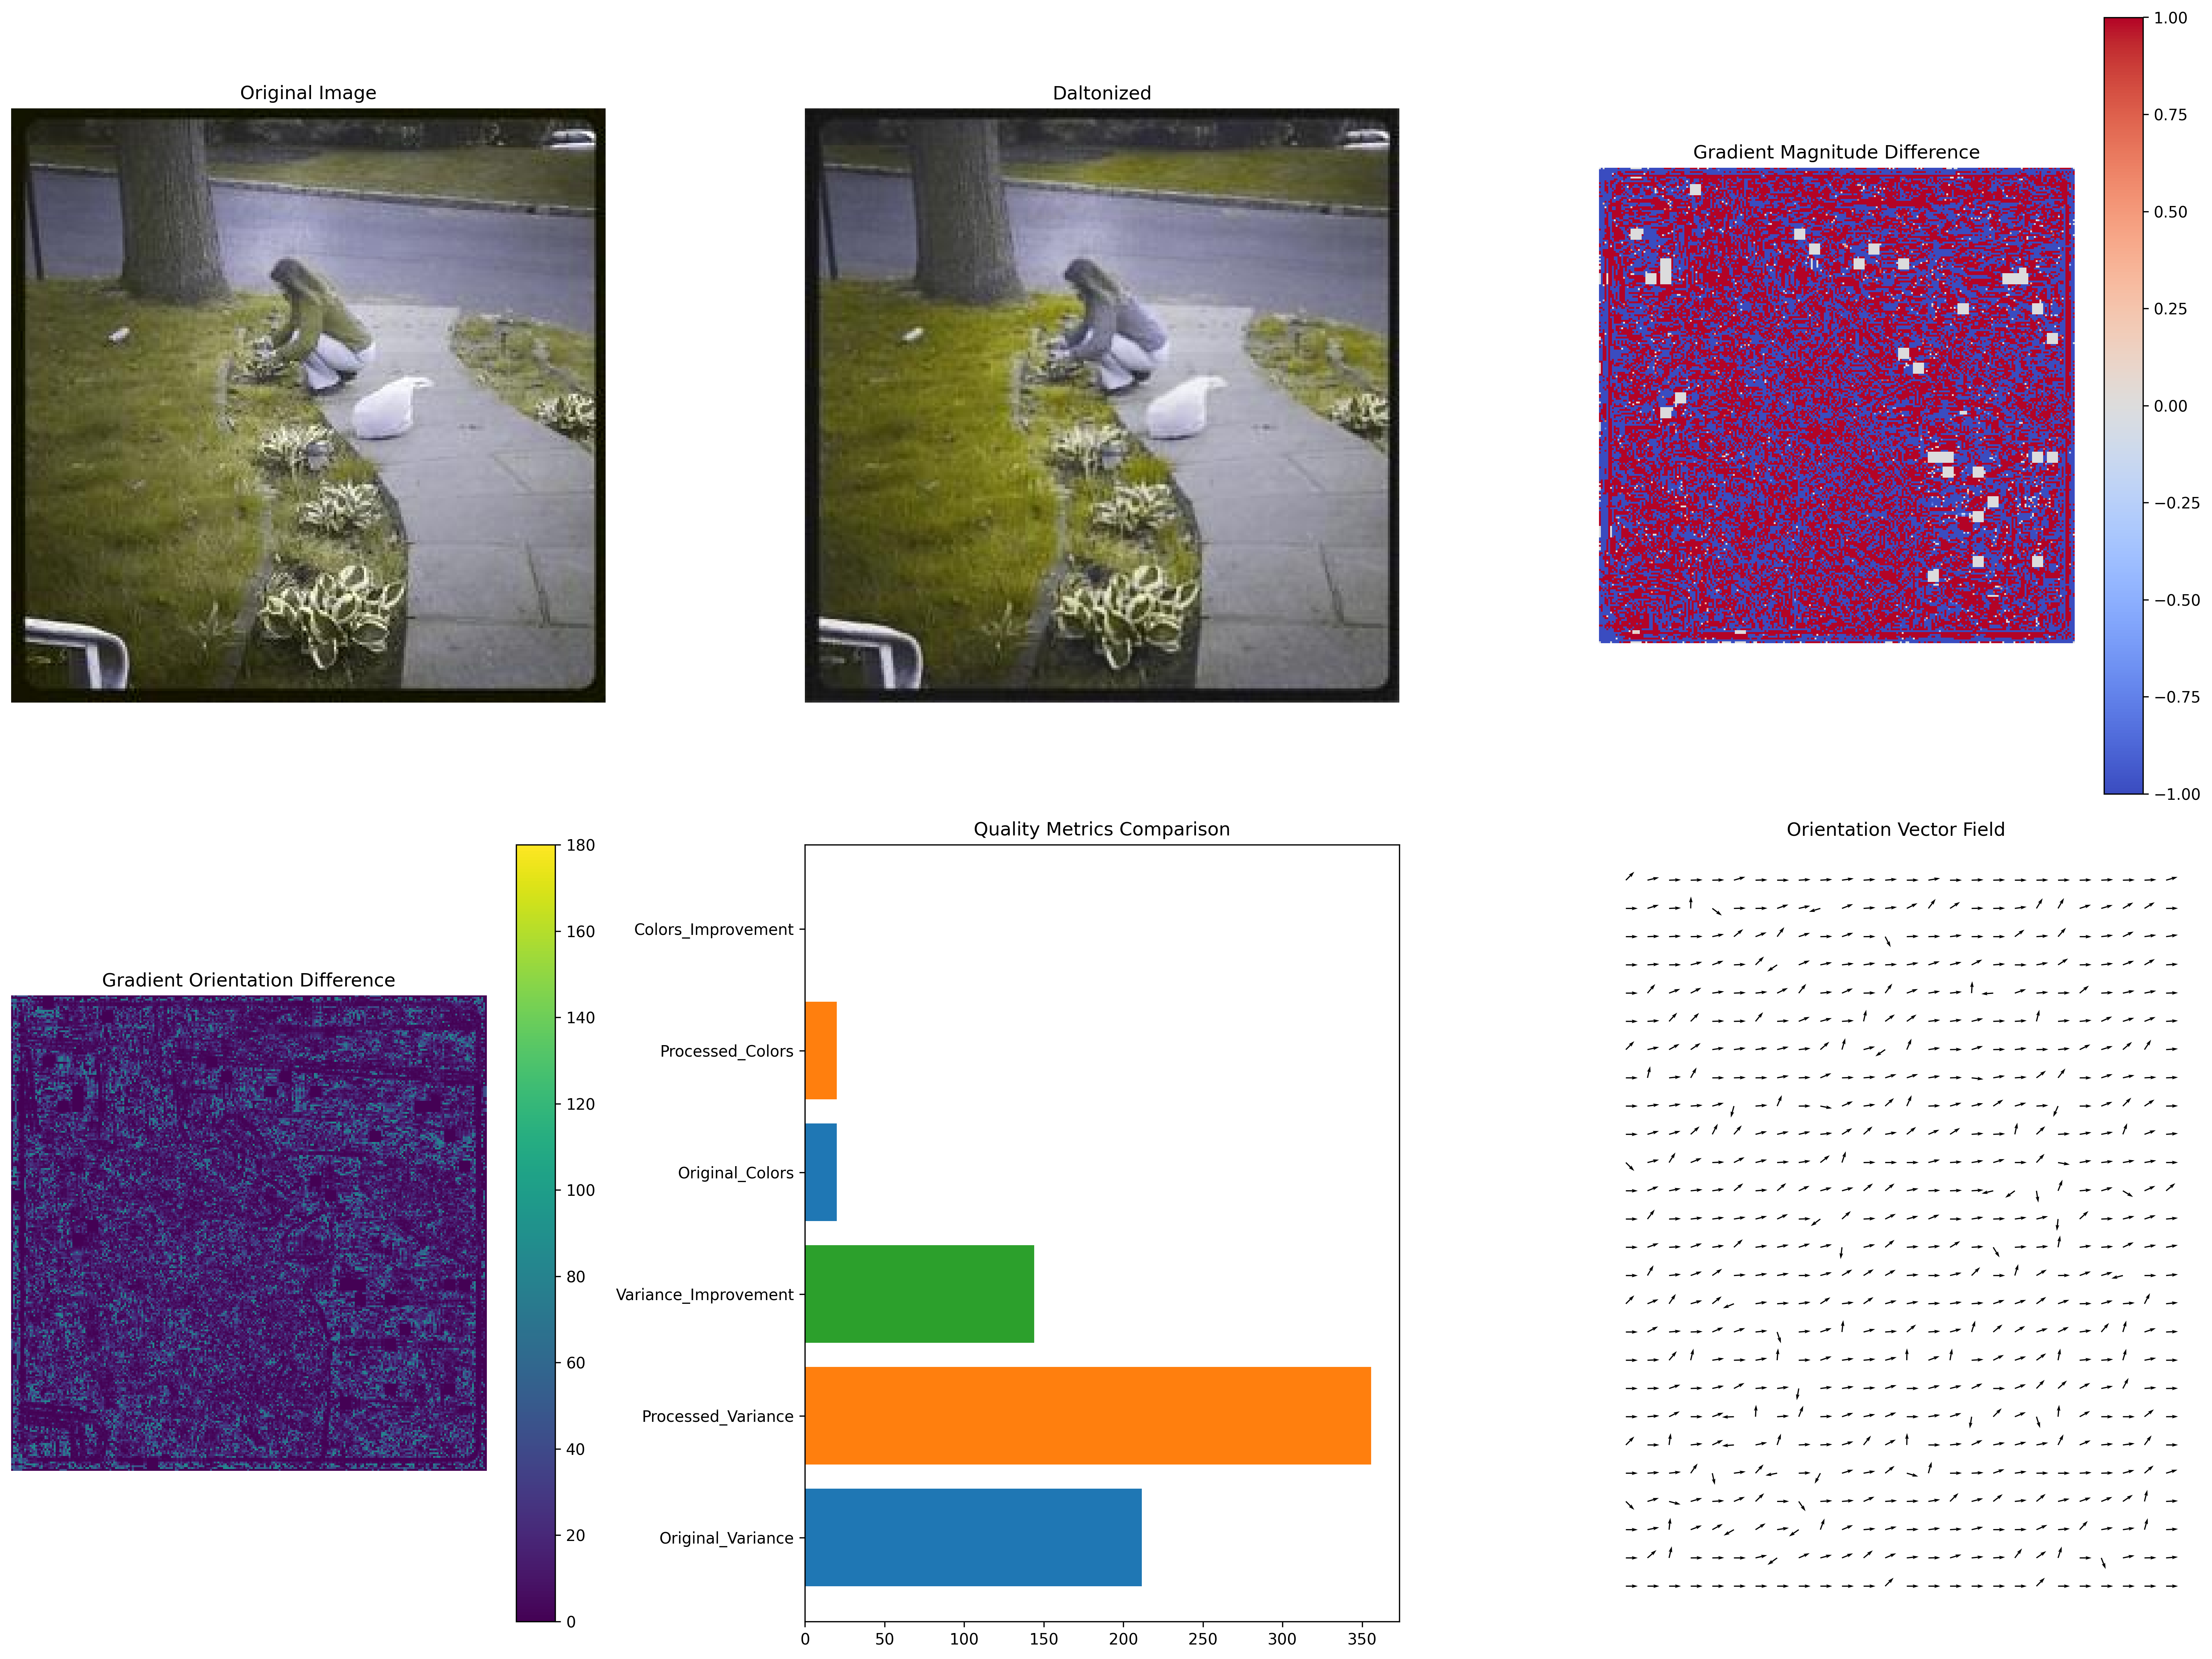 Original Image
Daltonized
Gradient Magnitude Difference
1.00
0.75
0.50
0.25
0.00
−0.25
−0.50
−0.75
−1.00
Gradient Orientation Difference
180
160
140
120
100
80
60
40
20
0
Quality Metrics Comparison
Colors_Improvement
Processed_Colors
Original_Colors
Variance_Improvement
Processed_Variance
Original_Variance
0 50 100 150 200 250 300 350
Orientation Vector Field